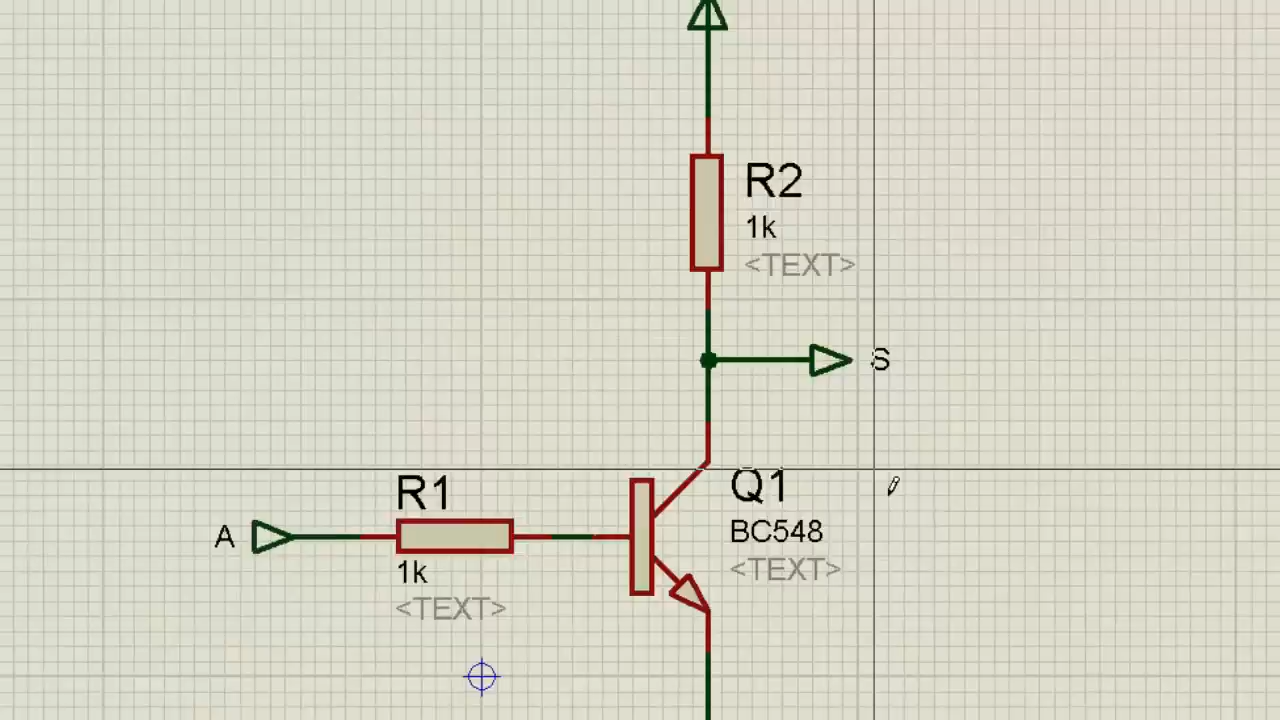 R2
1k
<TEXT>
S
R1
Q1
BC548
A
1k
<TEXT>
<TEXT>